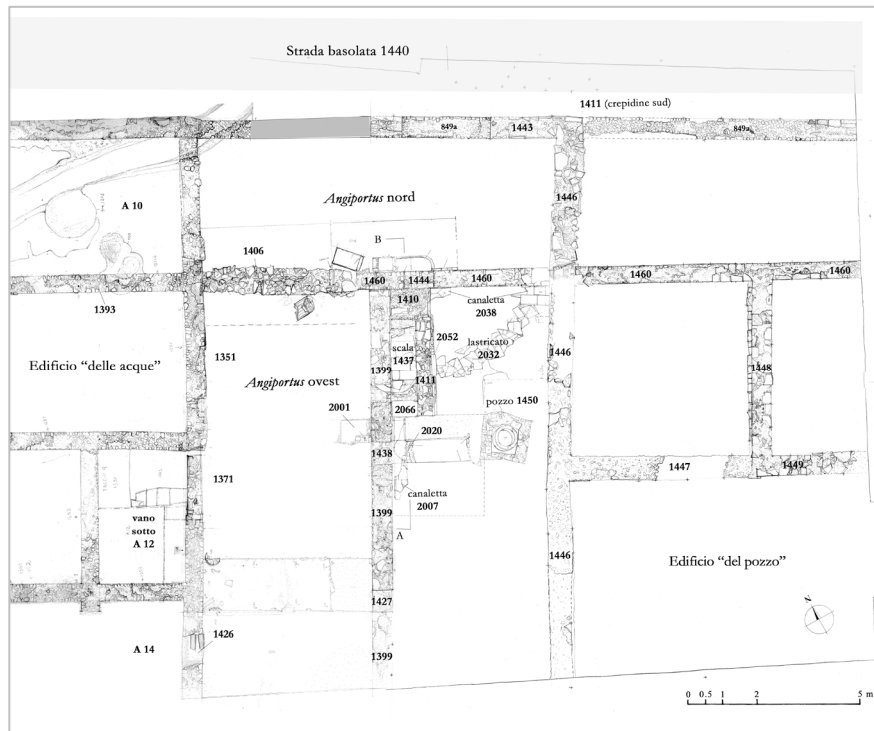 Strada basolata 1440
1411 (crepidine sud)
849a
1443
849a
A 10
Angiportus nord
1446
B
1406
1460
1444
1460
1460
1460
1393
1410
canaletta
2038
Edificio “delle acque”
1351
2052
lastricato
2032
scala
1437
1446
1448
Angiportus ovest
1399
1411
2001
2066
pozzo 1450
2020
1438
1447
1449
1371
canaletta
2007
vano
sotto
A 12
1399
A
1446
Edificio “del pozzo”
1427
1426
A 14
1399
N
0 0.5 1 2 5 m